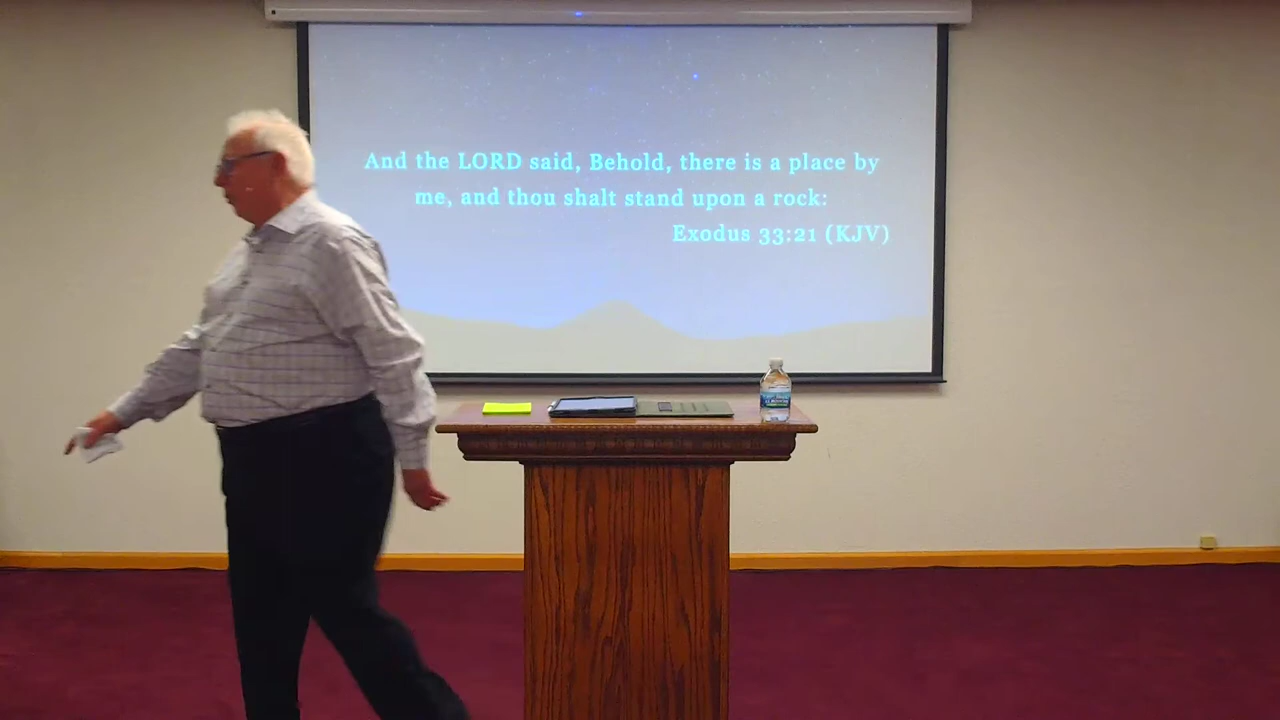 And the LORD said, Behold, there is a place by
me, and thou shalt stand upon a rock:
Exodus 33:21 (KJV)